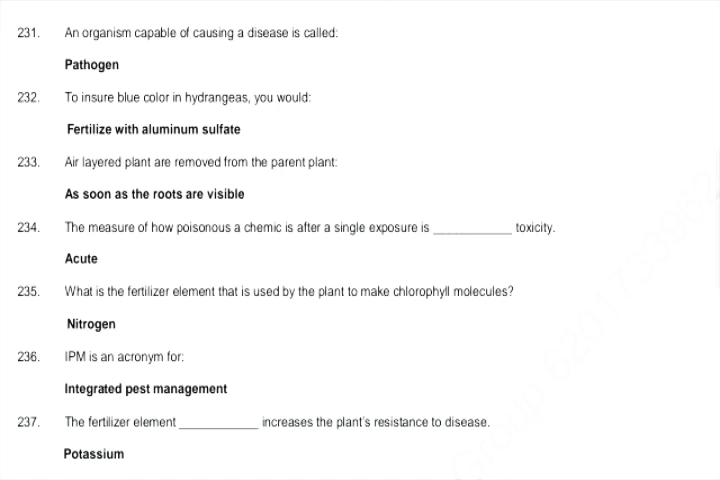 231. An organism capable of causing a disease is called:
Pathogen
232. To insure blue color in hydrangeas, you would:
Fertilize with aluminum sulfate
233. Air layered plant are removed from the parent plant:
As soon as the roots are visible
234. The measure of how poisonous a chemic is after a single exposure is ____________ toxicity.
Acute
235. What is the fertilizer element that is used by the plant to make chlorophyll molecules?
Nitrogen
236. IPM is an acronym for:
Integrated pest management
237. The fertilizer element ____________ increases the plant's resistance to disease.
Potassium